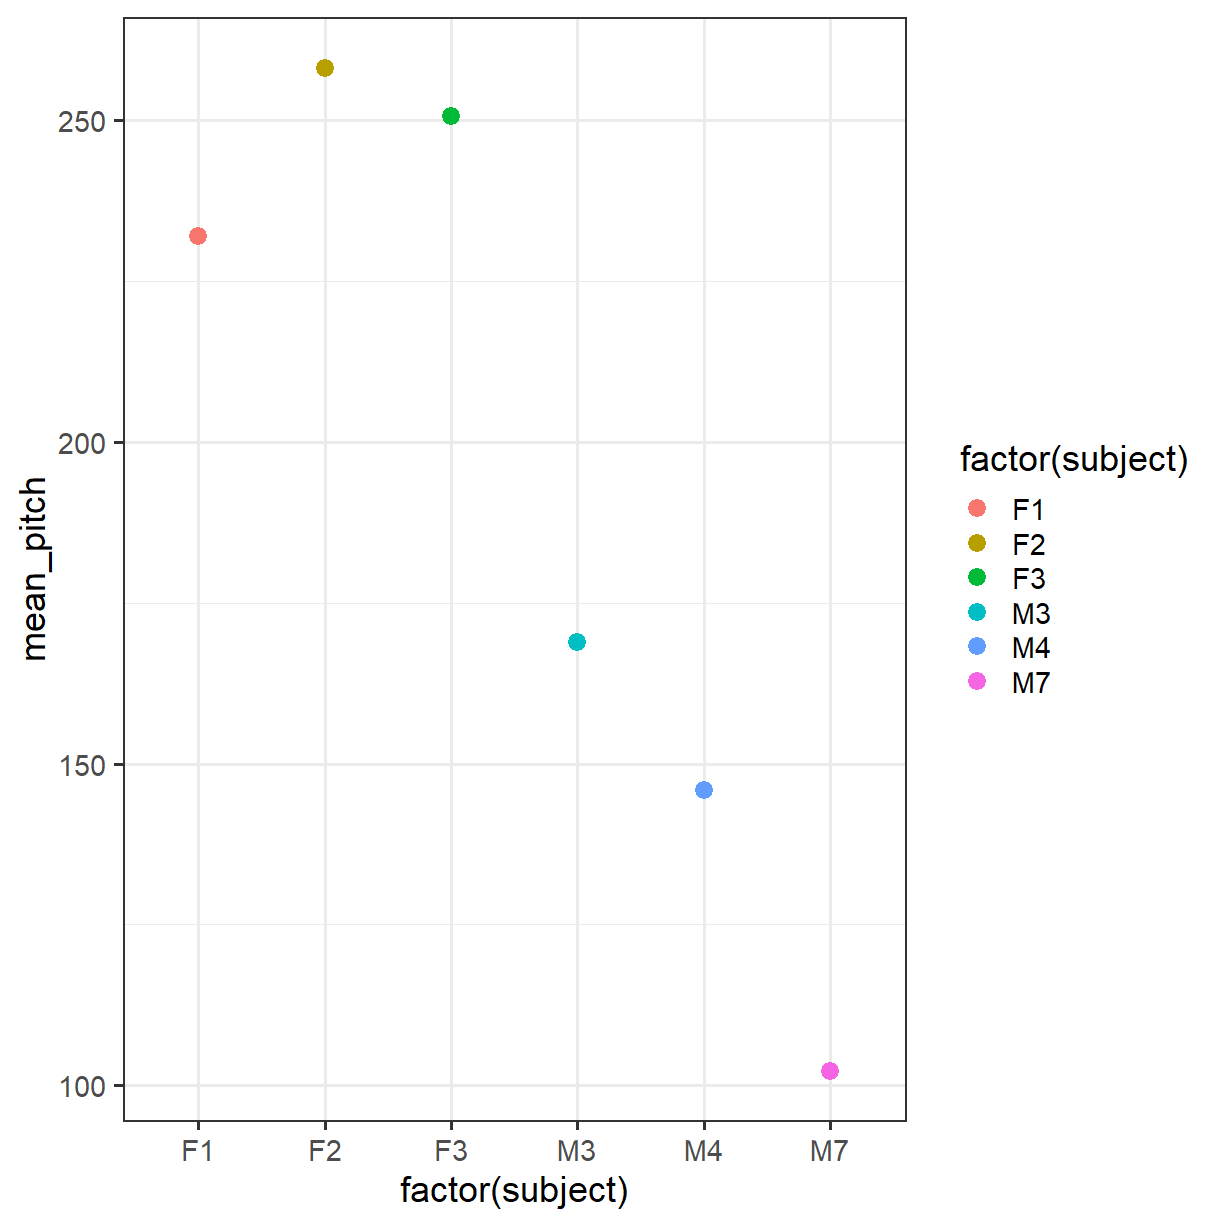 250
200
150
100
mean_pitch
F1 F2 F3 M3 M4 M7
factor(subject)
factor(subject)
F1
F2
F3
M3
M4
M7